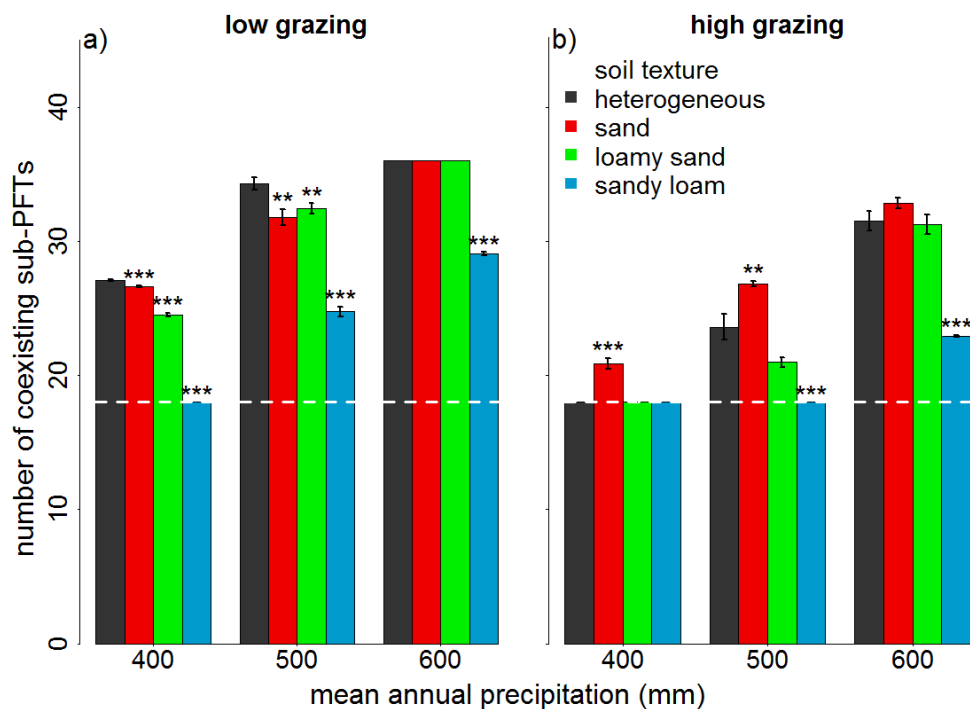 low grazing
high grazing
a)
b)
soil texture
heterogeneous
sand
loamy sand
sandy loam
number of coexisting sub-PFTs
40
30
20
10
0
***
***
***
**
**
***
***
***
**
***
***
400
500
600
400
500
600
mean annual precipitation (mm)